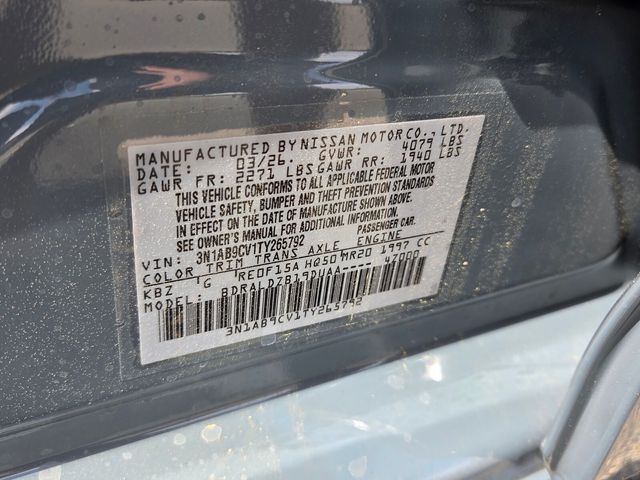 MANUFACTURED BY NISSAN MOTOR CO., LTD.
DATE: 03/26. GVWR: 4079 LBS
GAWR FR: 2271 LBS GAWR RR: 1940 LBS
THIS VEHICLE CONFORMS TO ALL APPLICABLE FEDERAL MOTOR
VEHICLE SAFETY, BUMPER AND THEFT PREVENTION STANDARDS
IN EFFECT ON THE DATE OF MANUFACTURE SHOWN ABOVE.
SEE OWNER'S MANUAL FOR ADDITIONAL INFORMATION.
VIN: 3N1AB9CV1TY265792 PASSENGER CAR.
COLOR TRIM TRANS AXLE ENGINE
KBZ G RE0F15A HQ50 MR20 1997 CC
MODEL: BDRALDZB19DUAA---- 47000
3N1AB9CV1TY265792